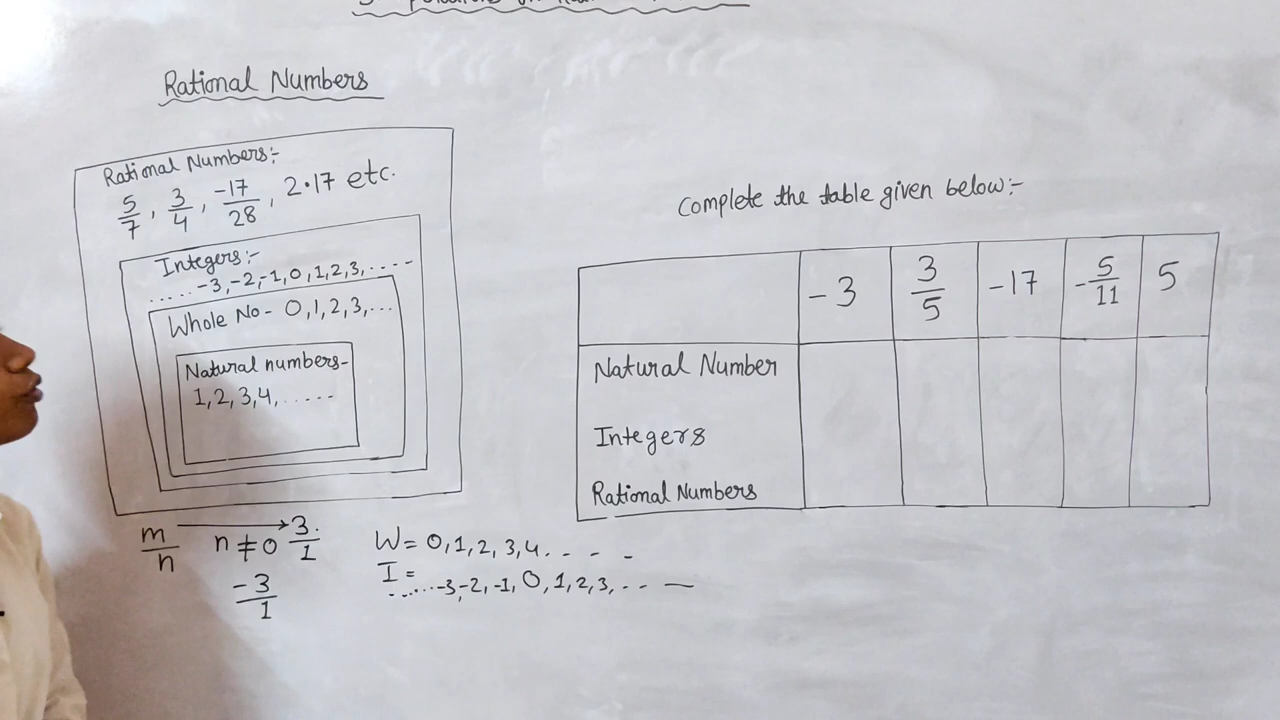 Rational Numbers
Rational Numbers:-
5/7, 3/4, -17/28, 2.17 etc.
Integers:-
.....-3,-2,-1,0,1,2,3,....-
Whole No - 0,1,2,3,...
Natural numbers-
1,2,3,4,......
m/n n≠0 → 3/1
-3/1
W= 0,1,2,3,4.. - -
I=
......-3,-2,-1,0,1,2,3,.. —
Complete the table given below:-
-3 3/5 -17 -5/11 5
Natural Number
Integers
Rational Numbers